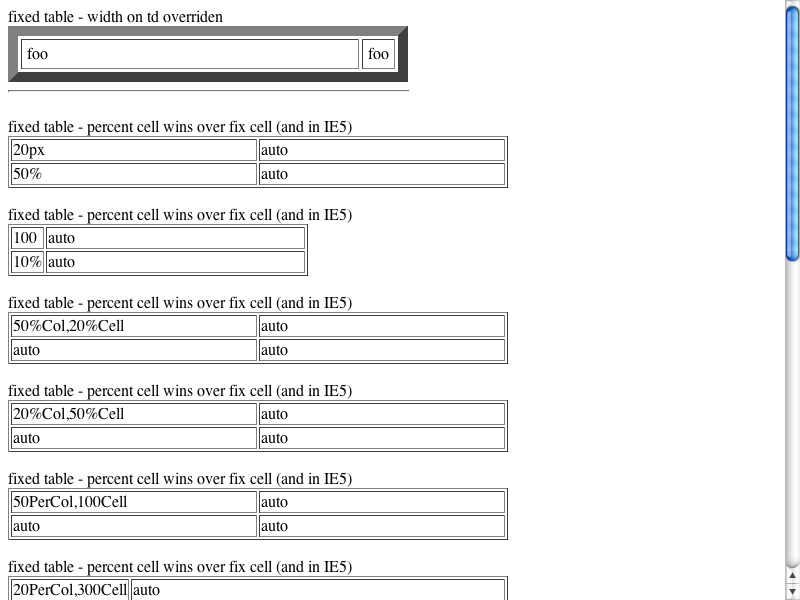 fixed table - width on td overriden
foo foo
fixed table - percent cell wins over fix cell (and in IE5)
20px auto
50% auto
fixed table - percent cell wins over fix cell (and in IE5)
100 auto
10% auto
fixed table - percent cell wins over fix cell (and in IE5)
50%Col,20%Cell auto
auto auto
fixed table - percent cell wins over fix cell (and in IE5)
20%Col,50%Cell auto
auto auto
fixed table - percent cell wins over fix cell (and in IE5)
50PerCol,100Cell auto
auto auto
fixed table - percent cell wins over fix cell (and in IE5)
20PerCol,300Cell auto